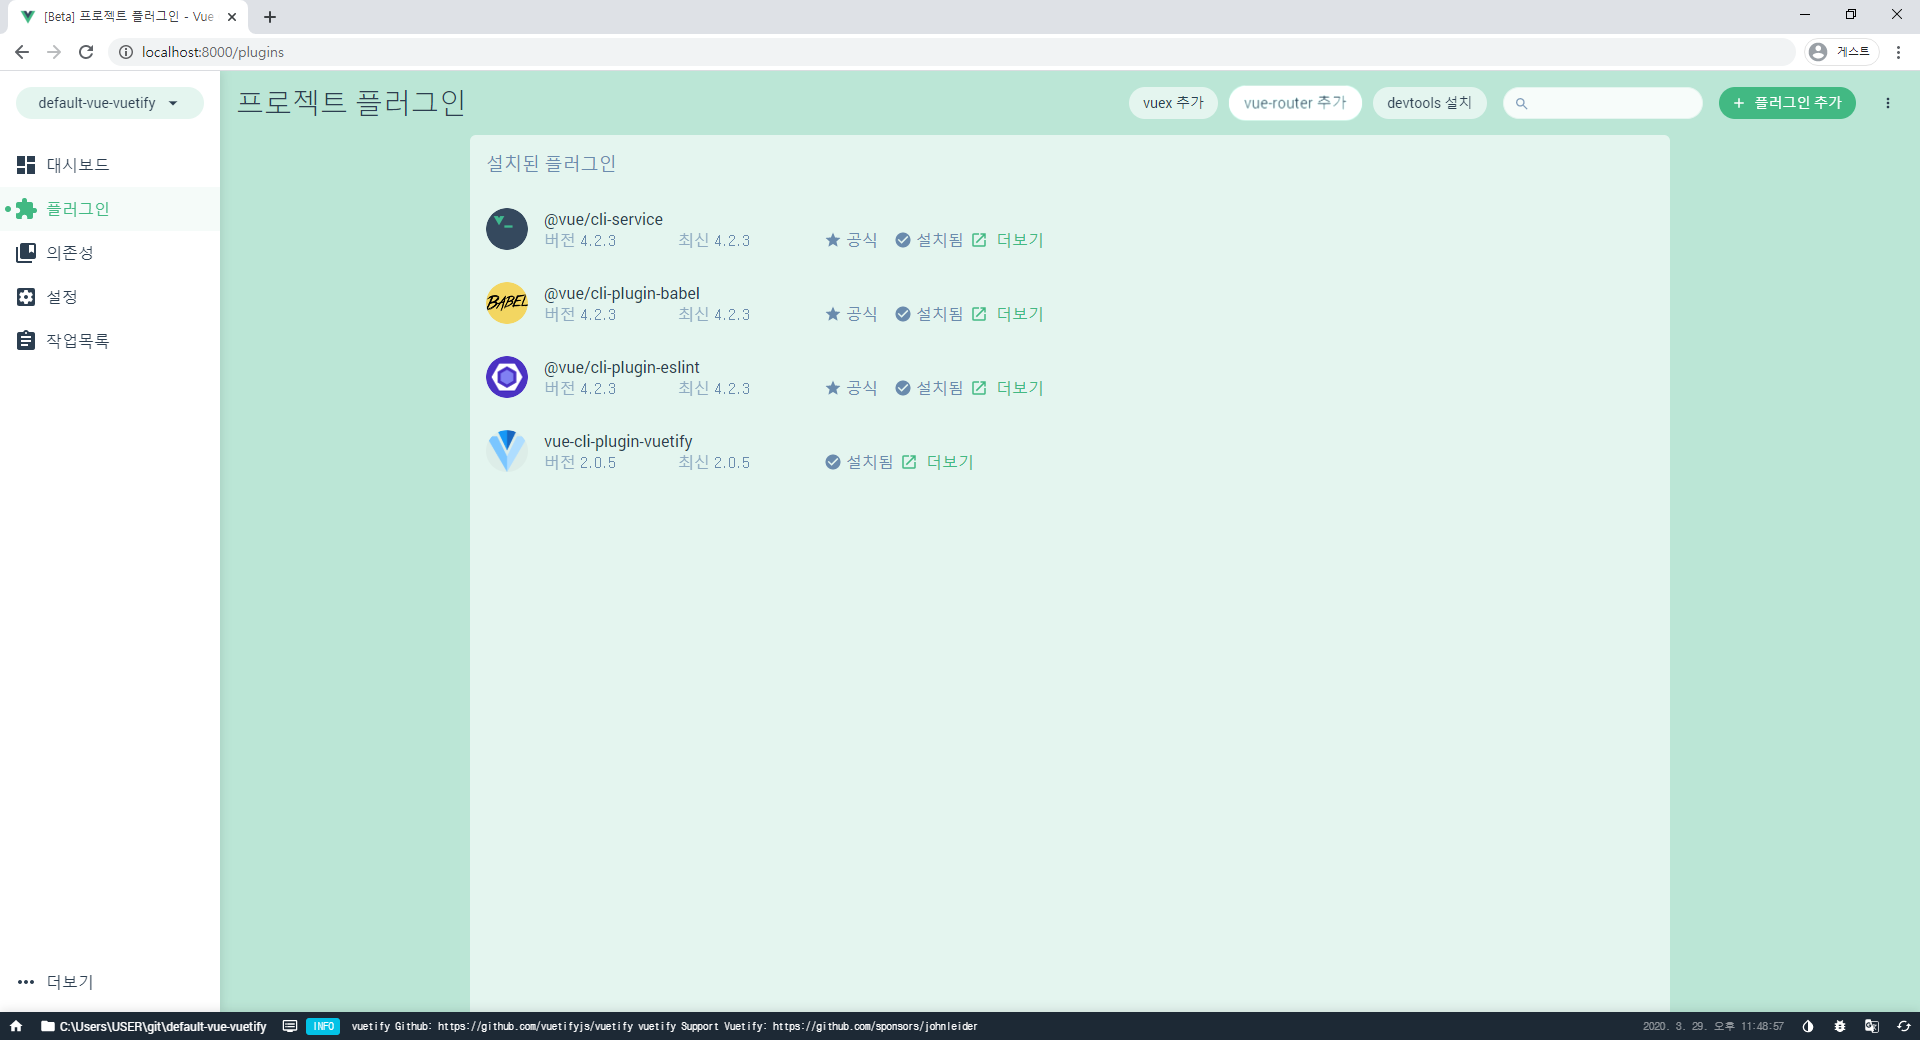 [Beta] 프로젝트 플러그인 - Vue
localhost:8000/plugins
게스트
default-vue-vuetify
프로젝트 플러그인
vuex 추가
vue-router 추가
devtools 설치
플러그인 추가
대시보드
플러그인
의존성
설정
작업목록
더보기
설치된 플러그인
@vue/cli-service
버전 4.2.3 최신 4.2.3 공식 설치됨 더보기
BABEL
@vue/cli-plugin-babel
버전 4.2.3 최신 4.2.3 공식 설치됨 더보기
@vue/cli-plugin-eslint
버전 4.2.3 최신 4.2.3 공식 설치됨 더보기
vue-cli-plugin-vuetify
버전 2.0.5 최신 2.0.5 설치됨 더보기
C:\Users\USER\git\default-vue-vuetify INFO vuetify Github: https://github.com/vuetifyjs/vuetify vuetify Support Vuetify: https://github.com/sponsors/johnleider 2020. 3. 29. 오후 11:48:57